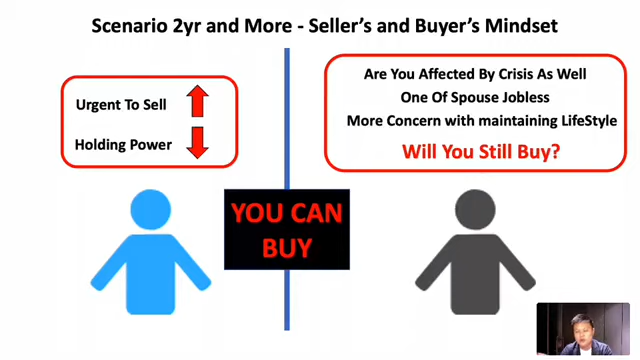 Scenario 2yr and More - Seller's and Buyer's Mindset
Urgent To Sell
Holding Power
Are You Affected By Crisis As Well
One Of Spouse Jobless
More Concern with maintaining LifeStyle
Will You Still Buy?
YOU CAN
BUY